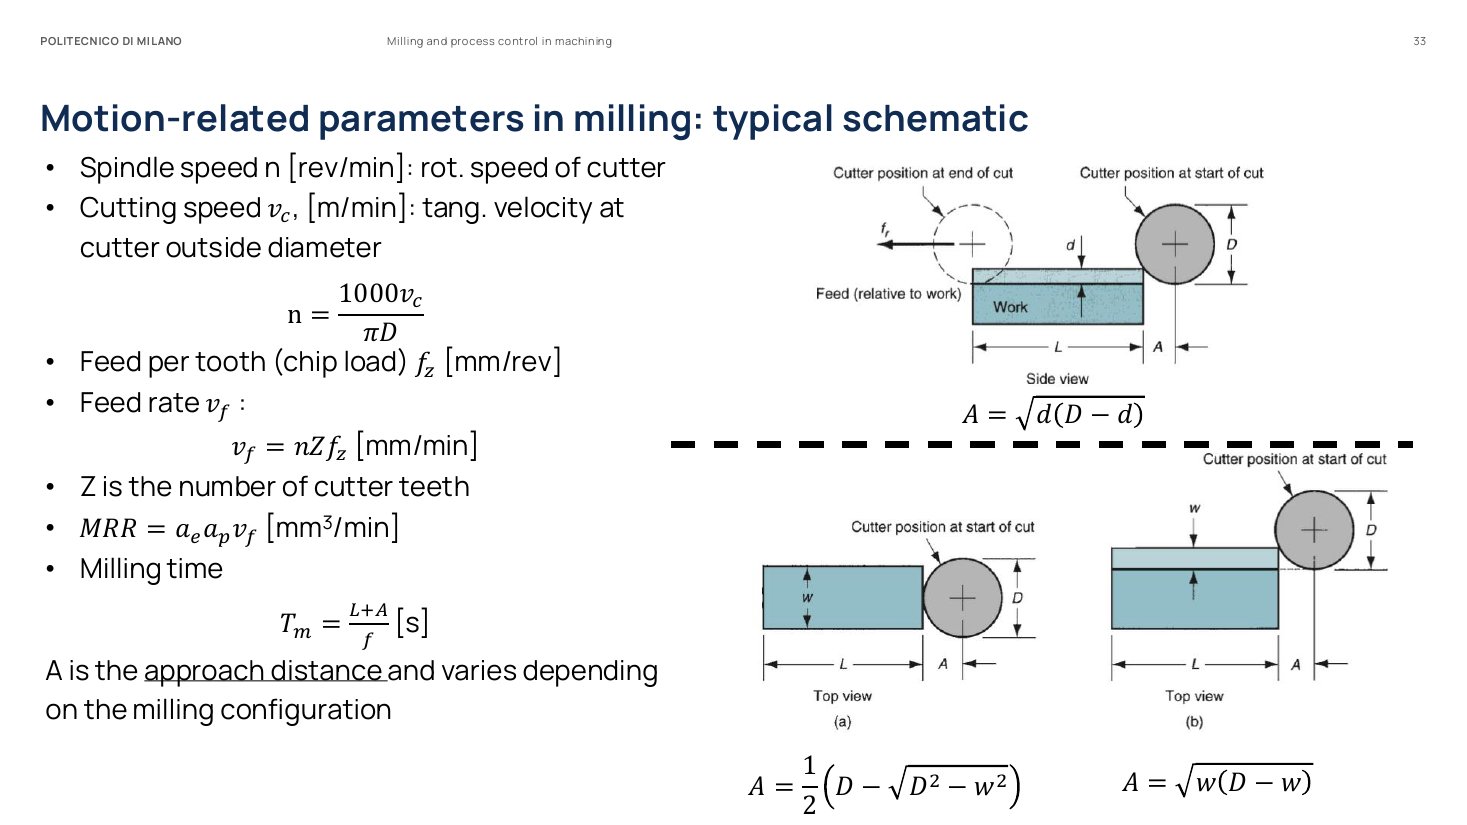 POLITECNICO DI MILANO
Milling and process control in machining
33
Motion-related parameters in milling: typical schematic
• Spindle speed n [rev/min]: rot. speed of cutter
• Cutting speed v_c, [m/min]: tang. velocity at
cutter outside diameter
n = 1000v_c / πD
• Feed per tooth (chip load) f_z [mm/rev]
• Feed rate v_f :
v_f = nZf_z [mm/min]
• Z is the number of cutter teeth
• MRR = a_e a_p v_f [mm³/min]
• Milling time
T_m = L+A / f [s]
A is the approach distance and varies depending
on the milling configuration
Cutter position at end of cut
Cutter position at start of cut
f_r
d
D
Feed (relative to work)
Work
L
A
Side view
A = √d(D − d)
Cutter position at start of cut
w
D
L
A
Top view
(a)
A = 1/2 (D − √D² − w²)
Cutter position at start of cut
w
D
L
A
Top view
(b)
A = √w(D − w)